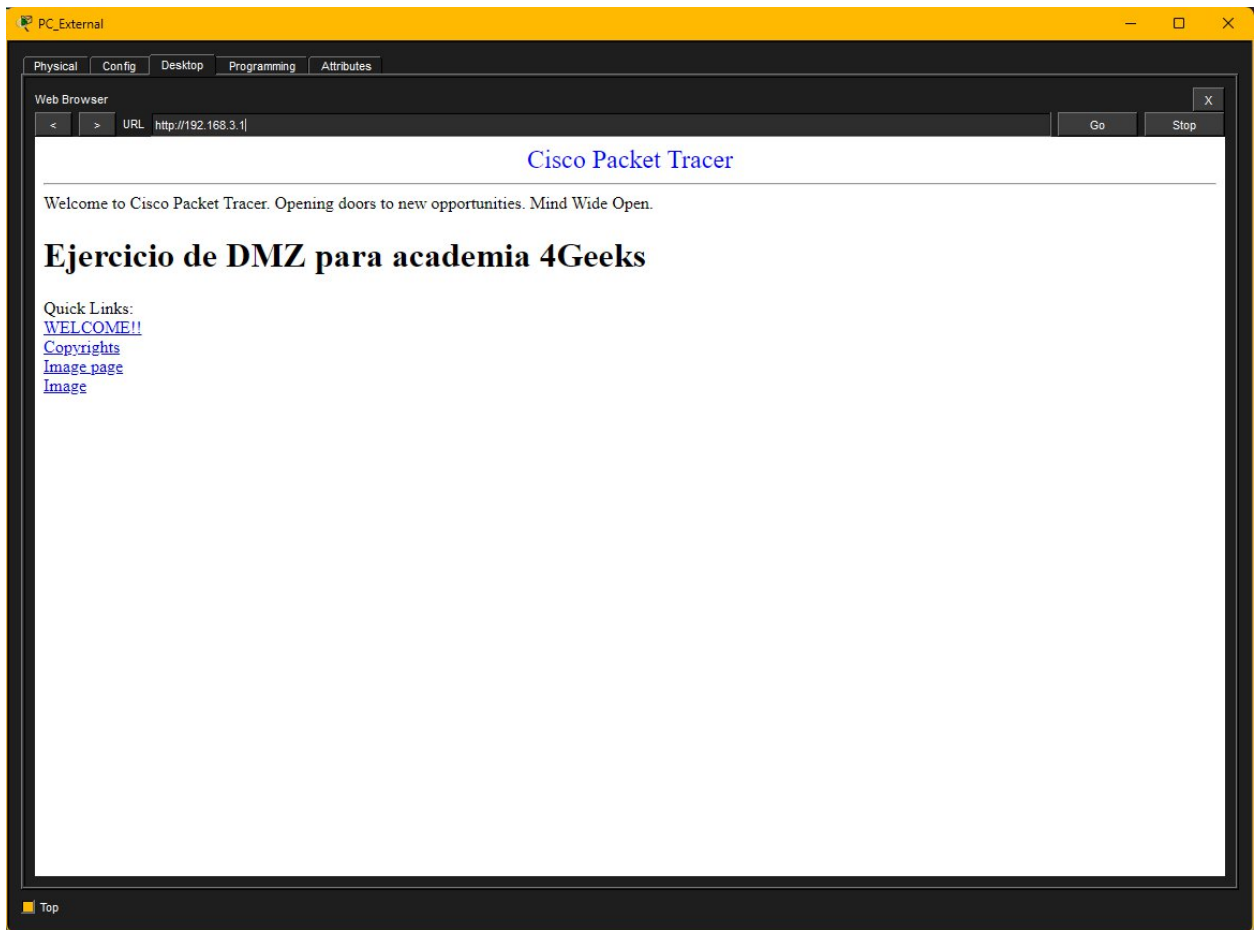 PC_External
Physical Config Desktop Programming Attributes
Web Browser X
< > URL http://192.168.3.1 Go Stop
Cisco Packet Tracer
Welcome to Cisco Packet Tracer. Opening doors to new opportunities. Mind Wide Open.
Ejercicio de DMZ para academia 4Geeks
Quick Links:
WELCOME!!
Copyrights
Image page
Image
Top